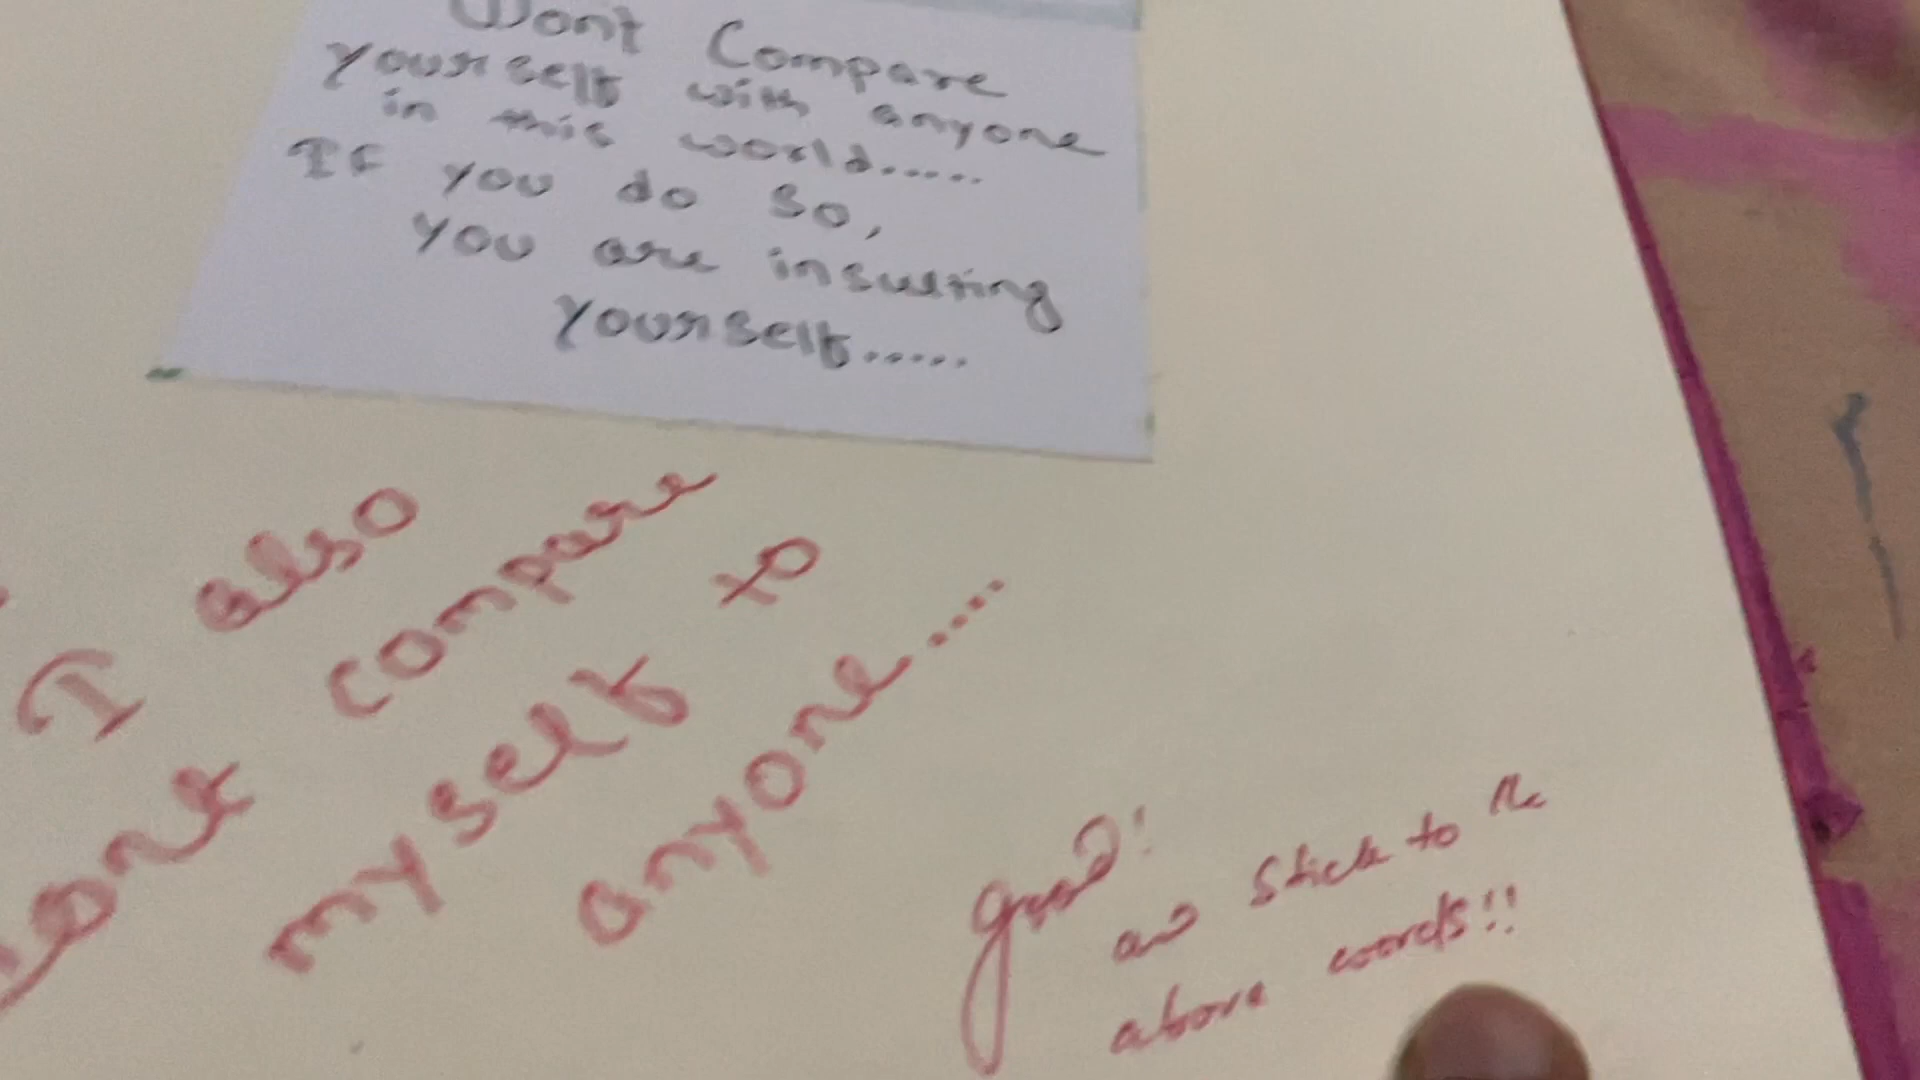 Dont Compare
yourself with anyone
in this world.....
If you do so,
you are insulting
yourself.....
I also
dont compare
myself to
anyone....
good!
and stick to the
above words!!